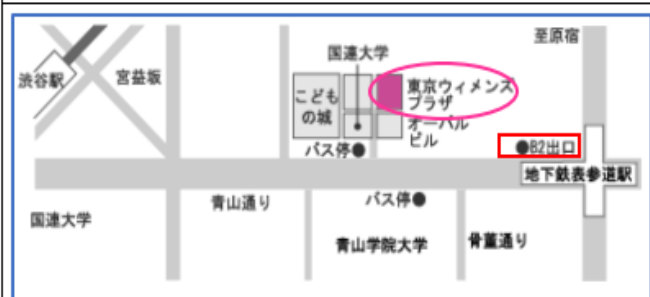 至原宿
国連大学
渋谷駅
宮益坂
こども
の城
東京ウィメンズ
プラザ
オーバル
ビル
バス停●
●B2出口
地下鉄表参道駅
青山通り
バス停●
国連大学
青山学院大学
骨董通り